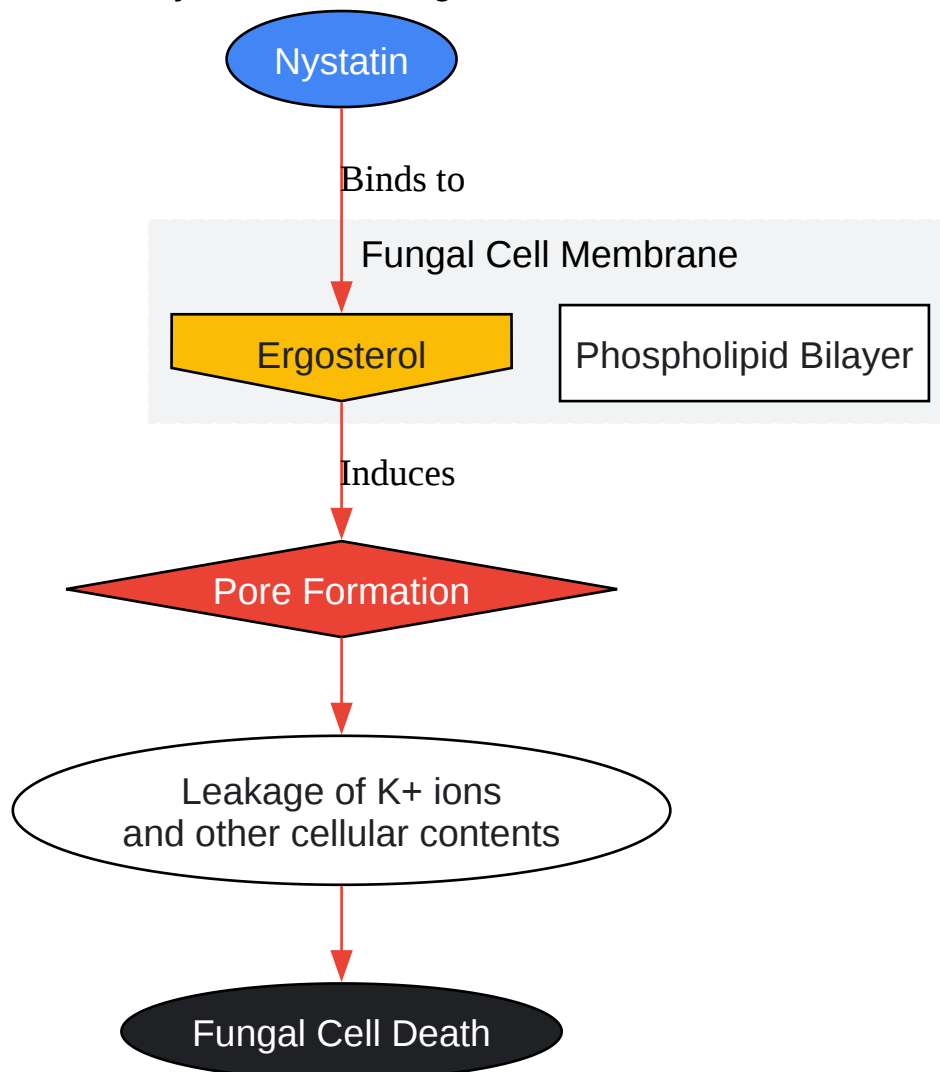 Nystatin
Binds to
Fungal Cell Membrane
Ergosterol
Phospholipid Bilayer
Induces
Pore Formation
Leakage of K+ ions
and other cellular contents
Fungal Cell Death